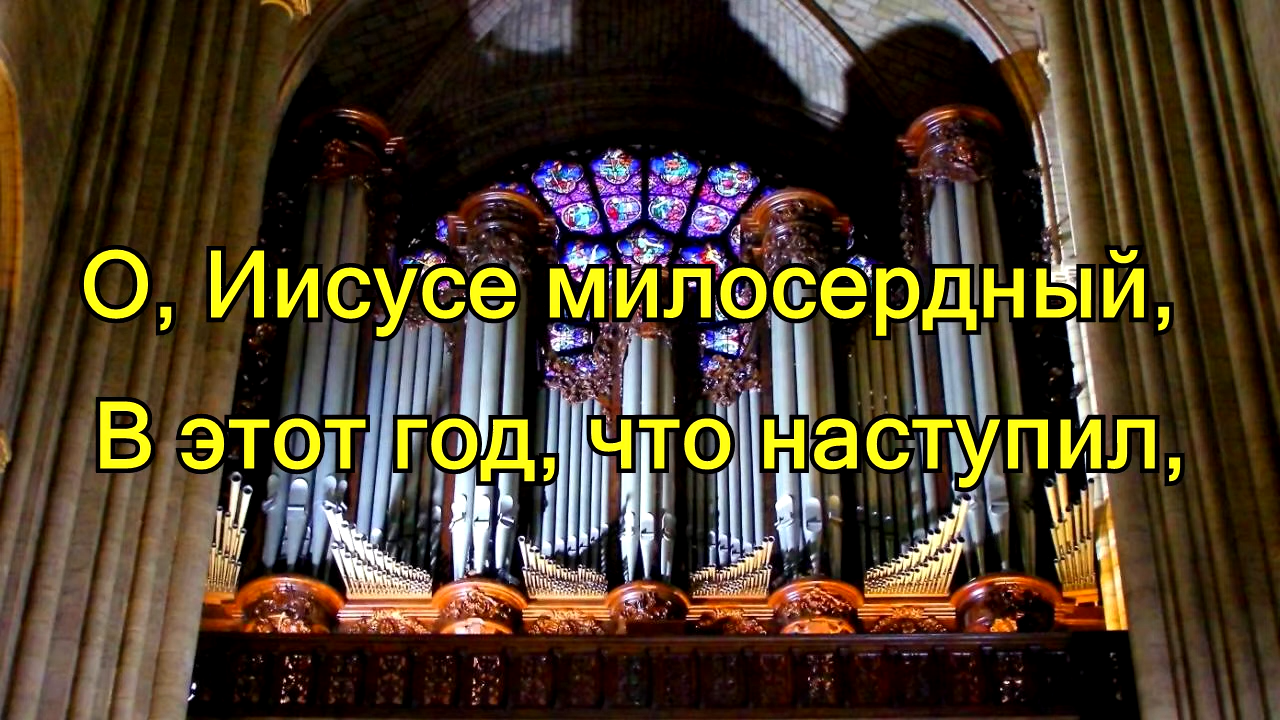 О, Иисусе милосердный,
В этот год, что наступил,